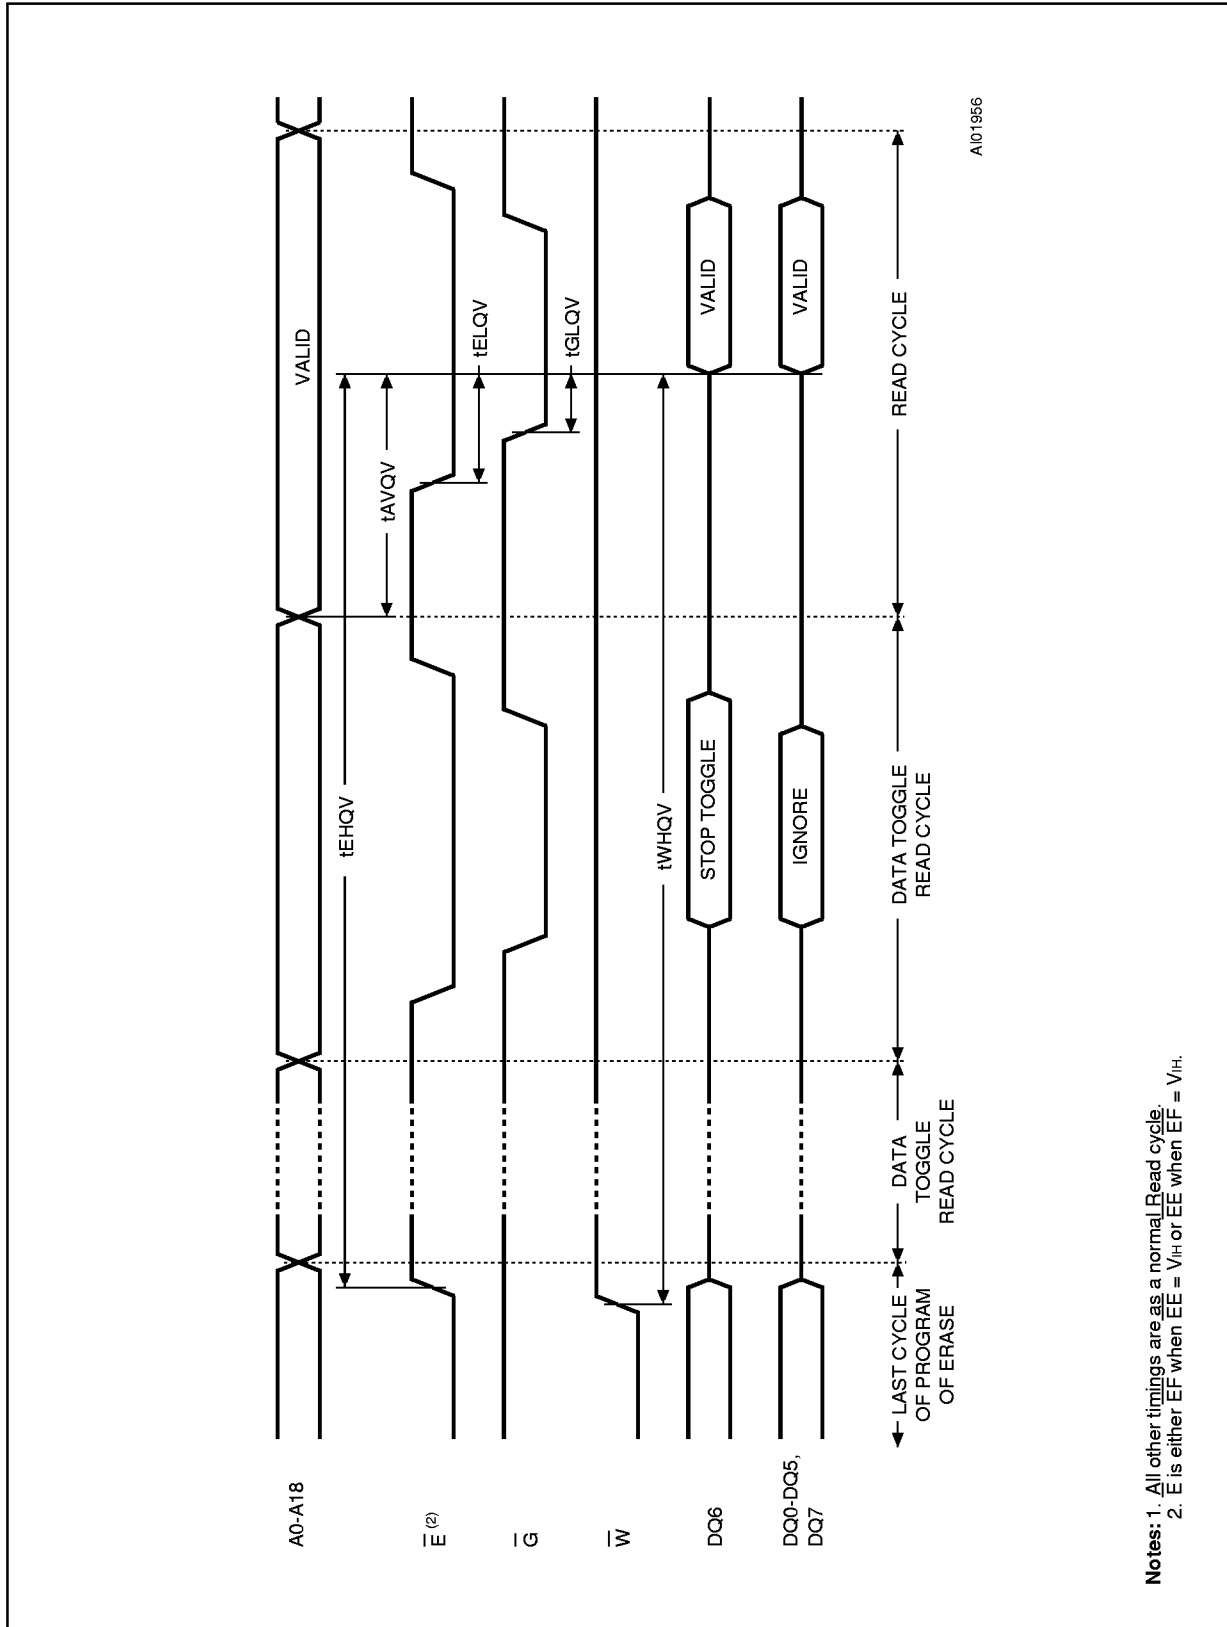 A0-A18
VALID
tEHQV
tAVQV
E (2)
tELQV
G
tGLQV
W
tWHQV
DQ6
STOP TOGGLE
VALID
DQ0-DQ5,
DQ7
IGNORE
VALID
LAST CYCLE
OF PROGRAM
OF ERASE
DATA
TOGGLE
READ CYCLE
DATA TOGGLE
READ CYCLE
READ CYCLE
AI01956
Notes: 1. All other timings are as a normal Read cycle.
2. E is either EF when EE = VIH or EE when EF = VIH.